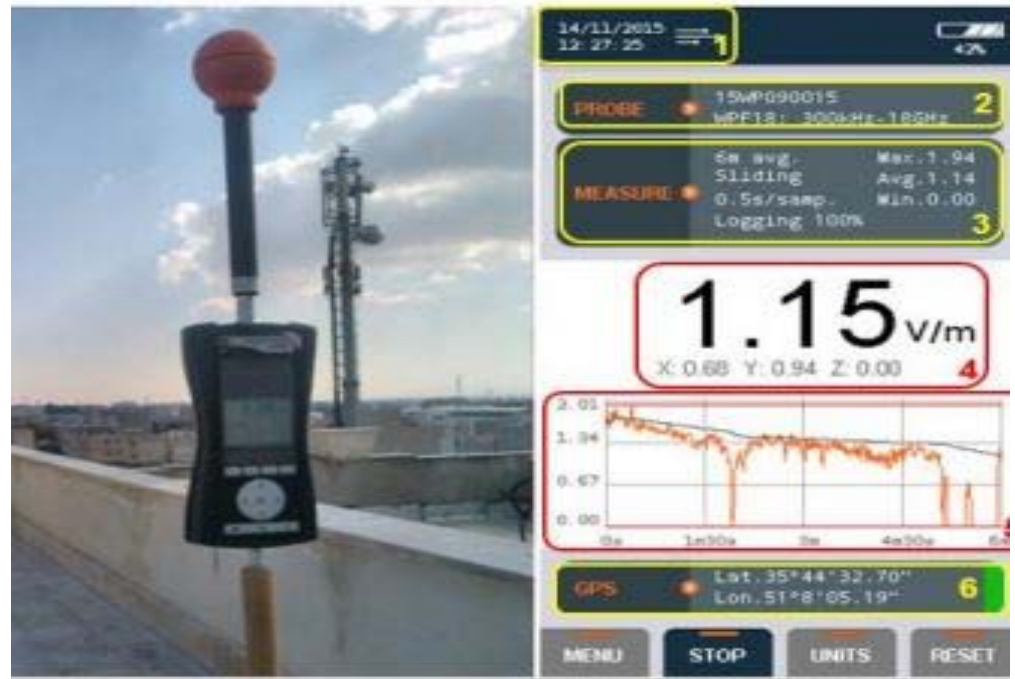 14/11/2015
12:27:25
1
42%
PROBE
15WP090015
WPF18: 300kHz-18GHz
2
MEASURE
6m avg. Max.1.94
Sliding Avg.1.14
0.5s/samp. Min.0.00
Logging 100%
3
1.15 V/m
X: 0.68 Y: 0.94 Z: 0.00
4
2.01
1.34
0.67
0.00
0s 1m30s 3m 4m30s
5
GPS
Lat.35°44'32.70"
Lon.51°8'05.19"
6
MENU STOP UNITS RESET